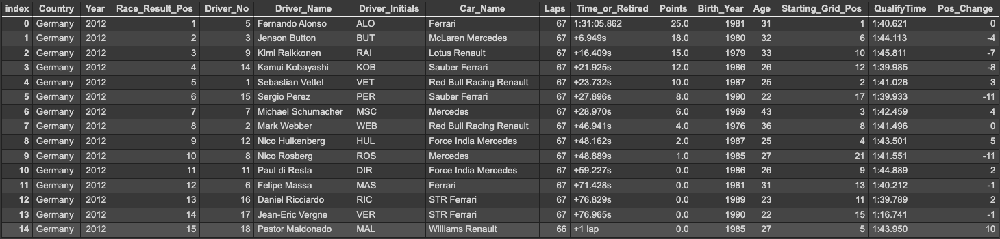 index Country Year Race_Result_Pos Driver_No Driver_Name Driver_Initials Car_Name Laps Time_or_Retired Points Birth_Year Age Starting_Grid_Pos QualifyTime Pos_Change
0 Germany 2012 1 5 Fernando Alonso ALO Ferrari 67 1:31:05.862 25.0 1981 31 1 1:40.621 0
1 Germany 2012 2 3 Jenson Button BUT McLaren Mercedes 67 +6.949s 18.0 1980 32 6 1:44.113 -4
2 Germany 2012 3 9 Kimi Raikkonen RAI Lotus Renault 67 +16.409s 15.0 1979 33 10 1:45.811 -7
3 Germany 2012 4 14 Kamui Kobayashi KOB Sauber Ferrari 67 +21.925s 12.0 1986 26 12 1:39.985 -8
4 Germany 2012 5 1 Sebastian Vettel VET Red Bull Racing Renault 67 +23.732s 10.0 1987 25 2 1:41.026 3
5 Germany 2012 6 15 Sergio Perez PER Sauber Ferrari 67 +27.896s 8.0 1990 22 17 1:39.933 -11
6 Germany 2012 7 7 Michael Schumacher MSC Mercedes 67 +28.970s 6.0 1969 43 3 1:42.459 4
7 Germany 2012 8 2 Mark Webber WEB Red Bull Racing Renault 67 +46.941s 4.0 1976 36 8 1:41.496 0
8 Germany 2012 9 12 Nico Hulkenberg HUL Force India Mercedes 67 +48.162s 2.0 1987 25 4 1:43.501 5
9 Germany 2012 10 8 Nico Rosberg ROS Mercedes 67 +48.889s 1.0 1985 27 21 1:41.551 -11
10 Germany 2012 11 11 Paul di Resta DIR Force India Mercedes 67 +59.227s 0.0 1986 26 9 1:44.889 2
11 Germany 2012 12 6 Felipe Massa MAS Ferrari 67 +71.428s 0.0 1981 31 13 1:40.212 -1
12 Germany 2012 13 16 Daniel Ricciardo RIC STR Ferrari 67 +76.829s 0.0 1989 23 11 1:39.789 2
13 Germany 2012 14 17 Jean-Eric Vergne VER STR Ferrari 67 +76.965s 0.0 1990 22 15 1:16.741 -1
14 Germany 2012 15 18 Pastor Maldonado MAL Williams Renault 66 +1 lap 0.0 1985 27 5 1:43.950 10